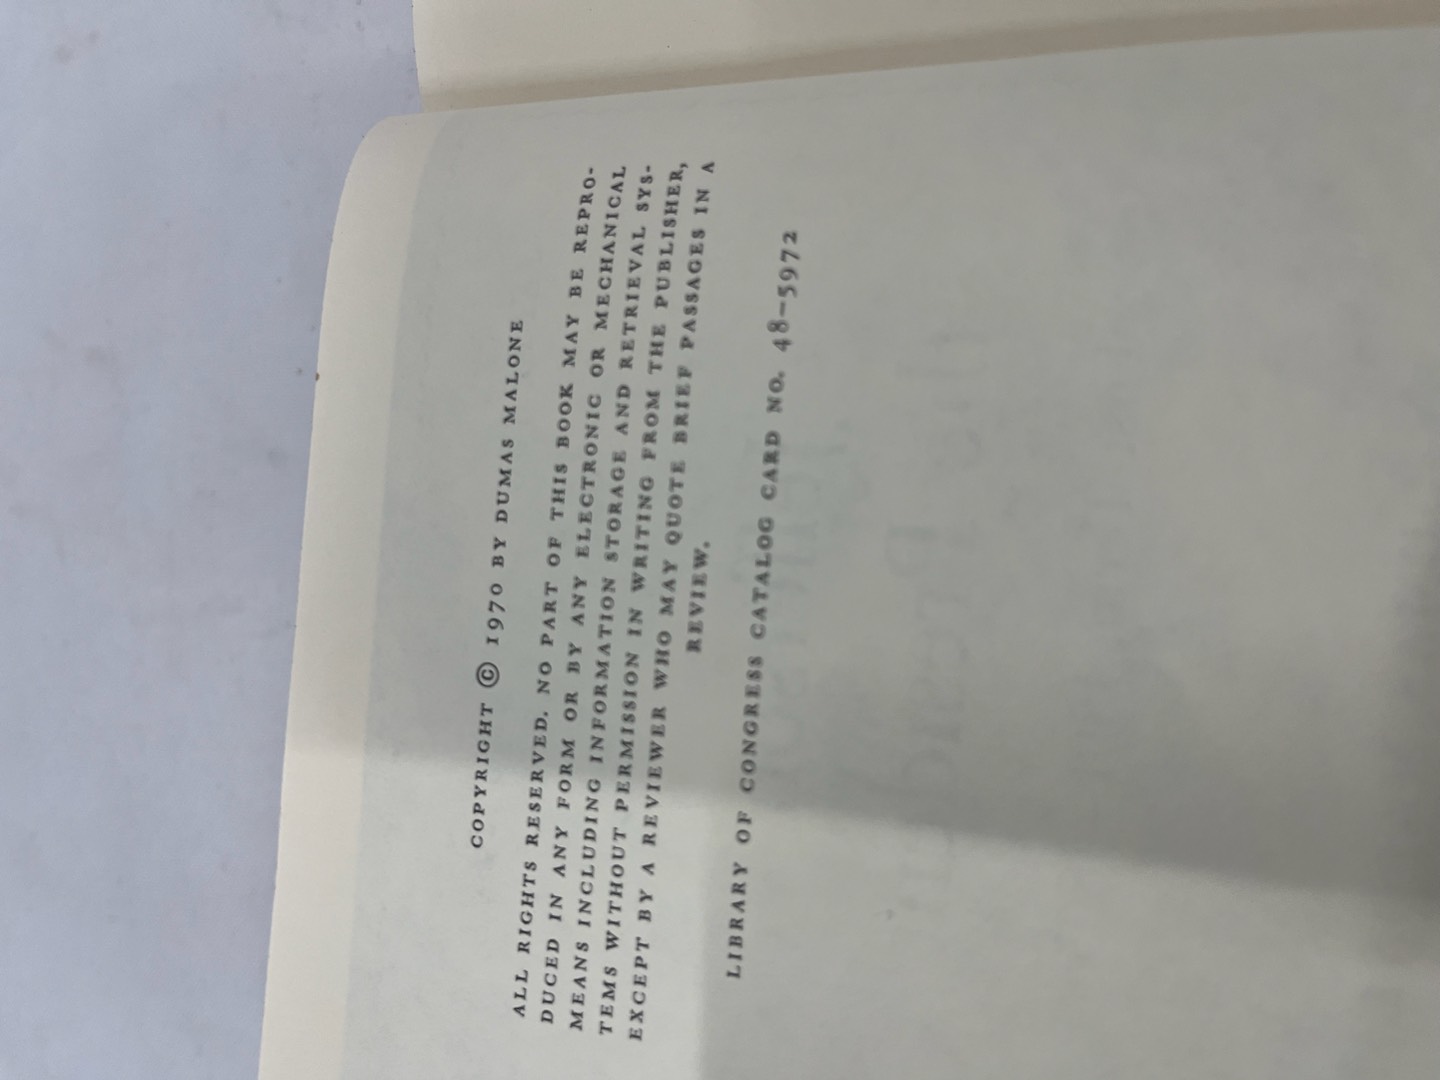 COPYRIGHT © 1970 BY DUMAS MALONE
ALL RIGHTS RESERVED. NO PART OF THIS BOOK MAY BE REPRO-
DUCED IN ANY FORM OR BY ANY ELECTRONIC OR MECHANICAL
MEANS INCLUDING INFORMATION STORAGE AND RETRIEVAL SYS-
TEMS WITHOUT PERMISSION IN WRITING FROM THE PUBLISHER,
EXCEPT BY A REVIEWER WHO MAY QUOTE BRIEF PASSAGES IN A
REVIEW.
LIBRARY OF CONGRESS CATALOG CARD NO. 48-5972